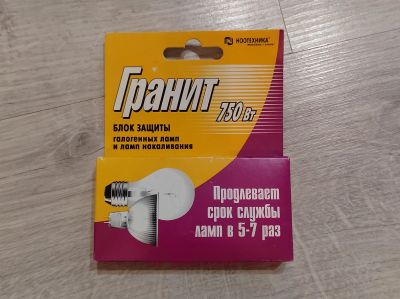 НООТЕХНИКА
Гранит
750 Вт
БЛОК ЗАЩИТЫ
галогенных ламп
и ламп накаливания
Продлевает
срок службы
ламп в 5-7 раз